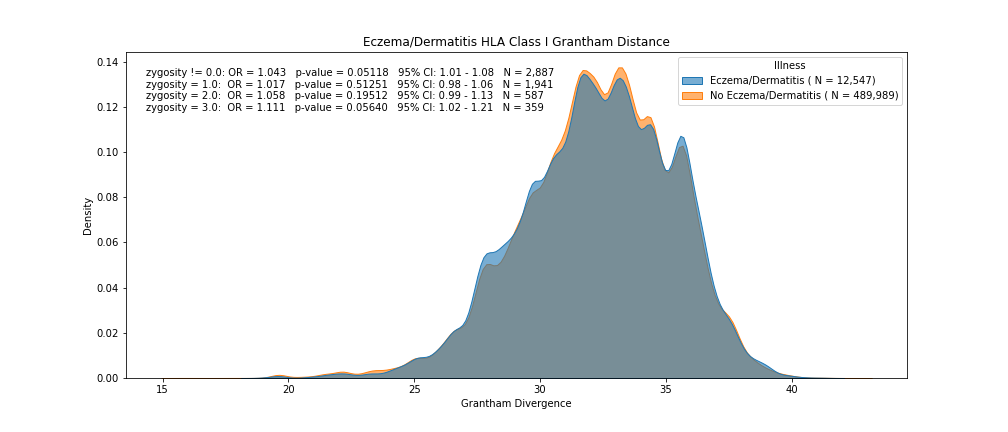 Eczema/Dermatitis HLA Class I Grantham Distance
zygosity != 0.0: OR = 1.043 p-value = 0.05118 95% CI: 1.01 - 1.08 N = 2,887
zygosity = 1.0: OR = 1.017 p-value = 0.51251 95% CI: 0.98 - 1.06 N = 1,941
zygosity = 2.0: OR = 1.058 p-value = 0.19512 95% CI: 0.99 - 1.13 N = 587
zygosity = 3.0: OR = 1.111 p-value = 0.05640 95% CI: 1.02 - 1.21 N = 359
Illness
Eczema/Dermatitis ( N = 12,547)
No Eczema/Dermatitis ( N = 489,989)
Density
0.14
0.12
0.10
0.08
0.06
0.04
0.02
0.00
15 20 25 30 35 40
Grantham Divergence